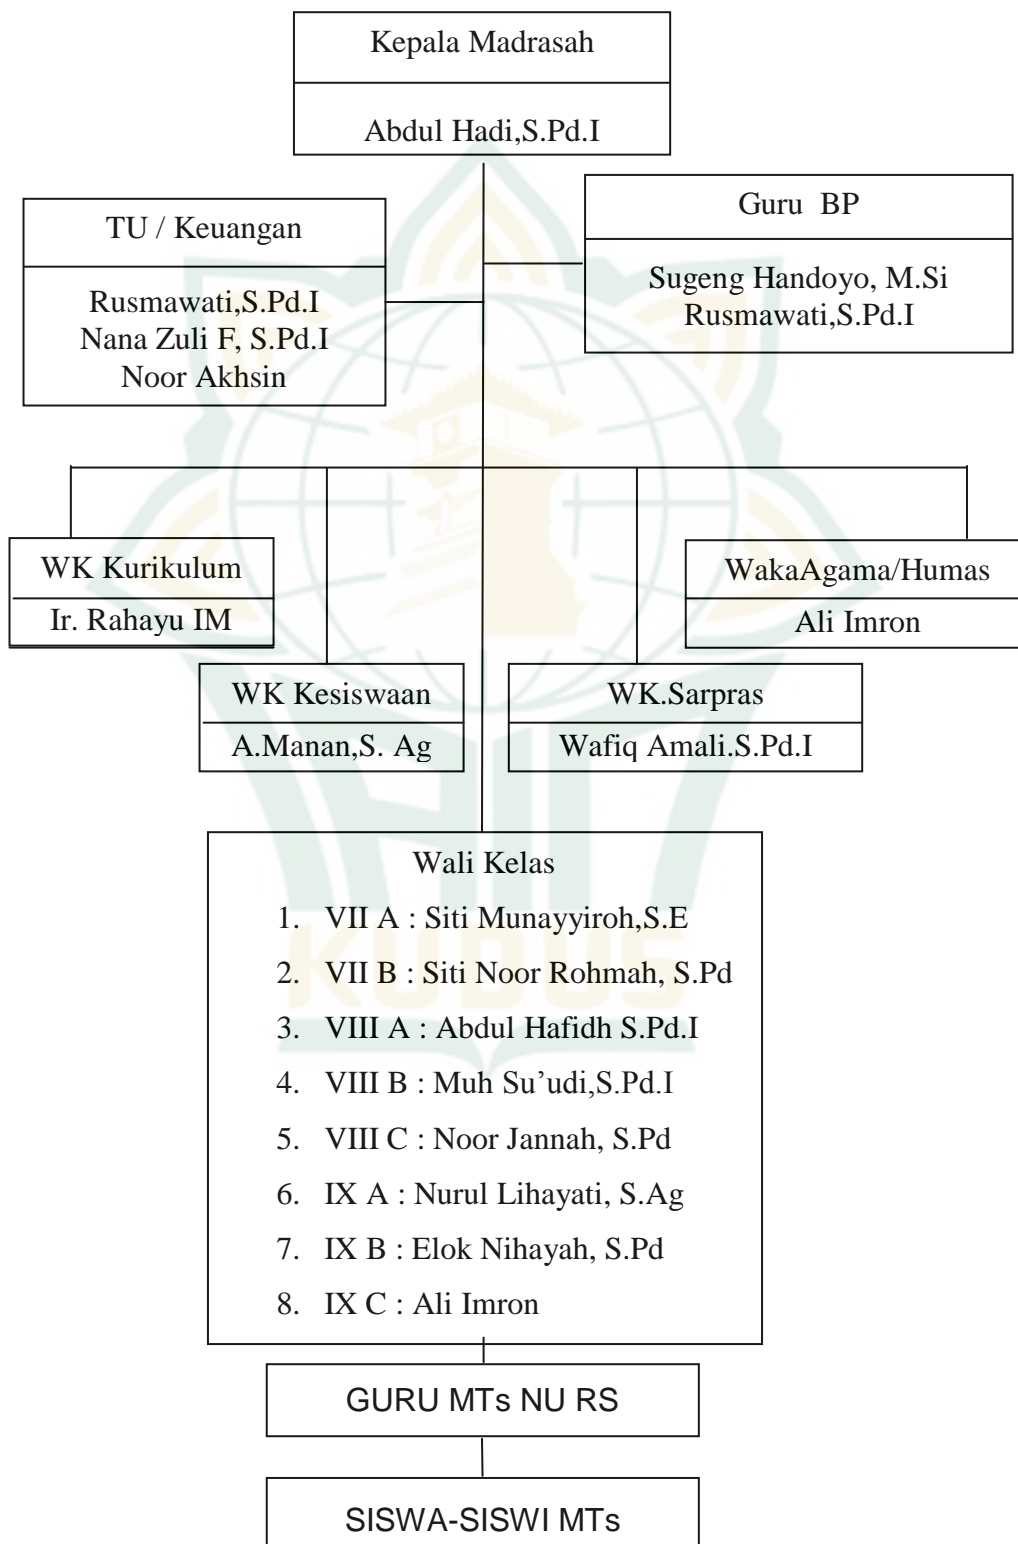 Kepala Madrasah
Abdul Hadi,S.Pd.I
TU / Keuangan
Rusmawati,S.Pd.I
Nana Zuli F, S.Pd.I
Noor Akhsin
Guru BP
Sugeng Handoyo, M.Si
Rusmawati,S.Pd.I
WK Kurikulum
Ir. Rahayu IM
WakaAgama/Humas
Ali Imron
WK Kesiswaan
A.Manan,S. Ag
WK.Sarpras
Wafiq Amali.S.Pd.I
Wali Kelas
1. VII A : Siti Munayyiroh,S.E
2. VII B : Siti Noor Rohmah, S.Pd
3. VIII A : Abdul Hafidh S.Pd.I
4. VIII B : Muh Su’udi,S.Pd.I
5. VIII C : Noor Jannah, S.Pd
6. IX A : Nurul Lihayati, S.Ag
7. IX B : Elok Nihayah, S.Pd
8. IX C : Ali Imron
KUDUS
GURU MTs NU RS
SISWA-SISWI MTs